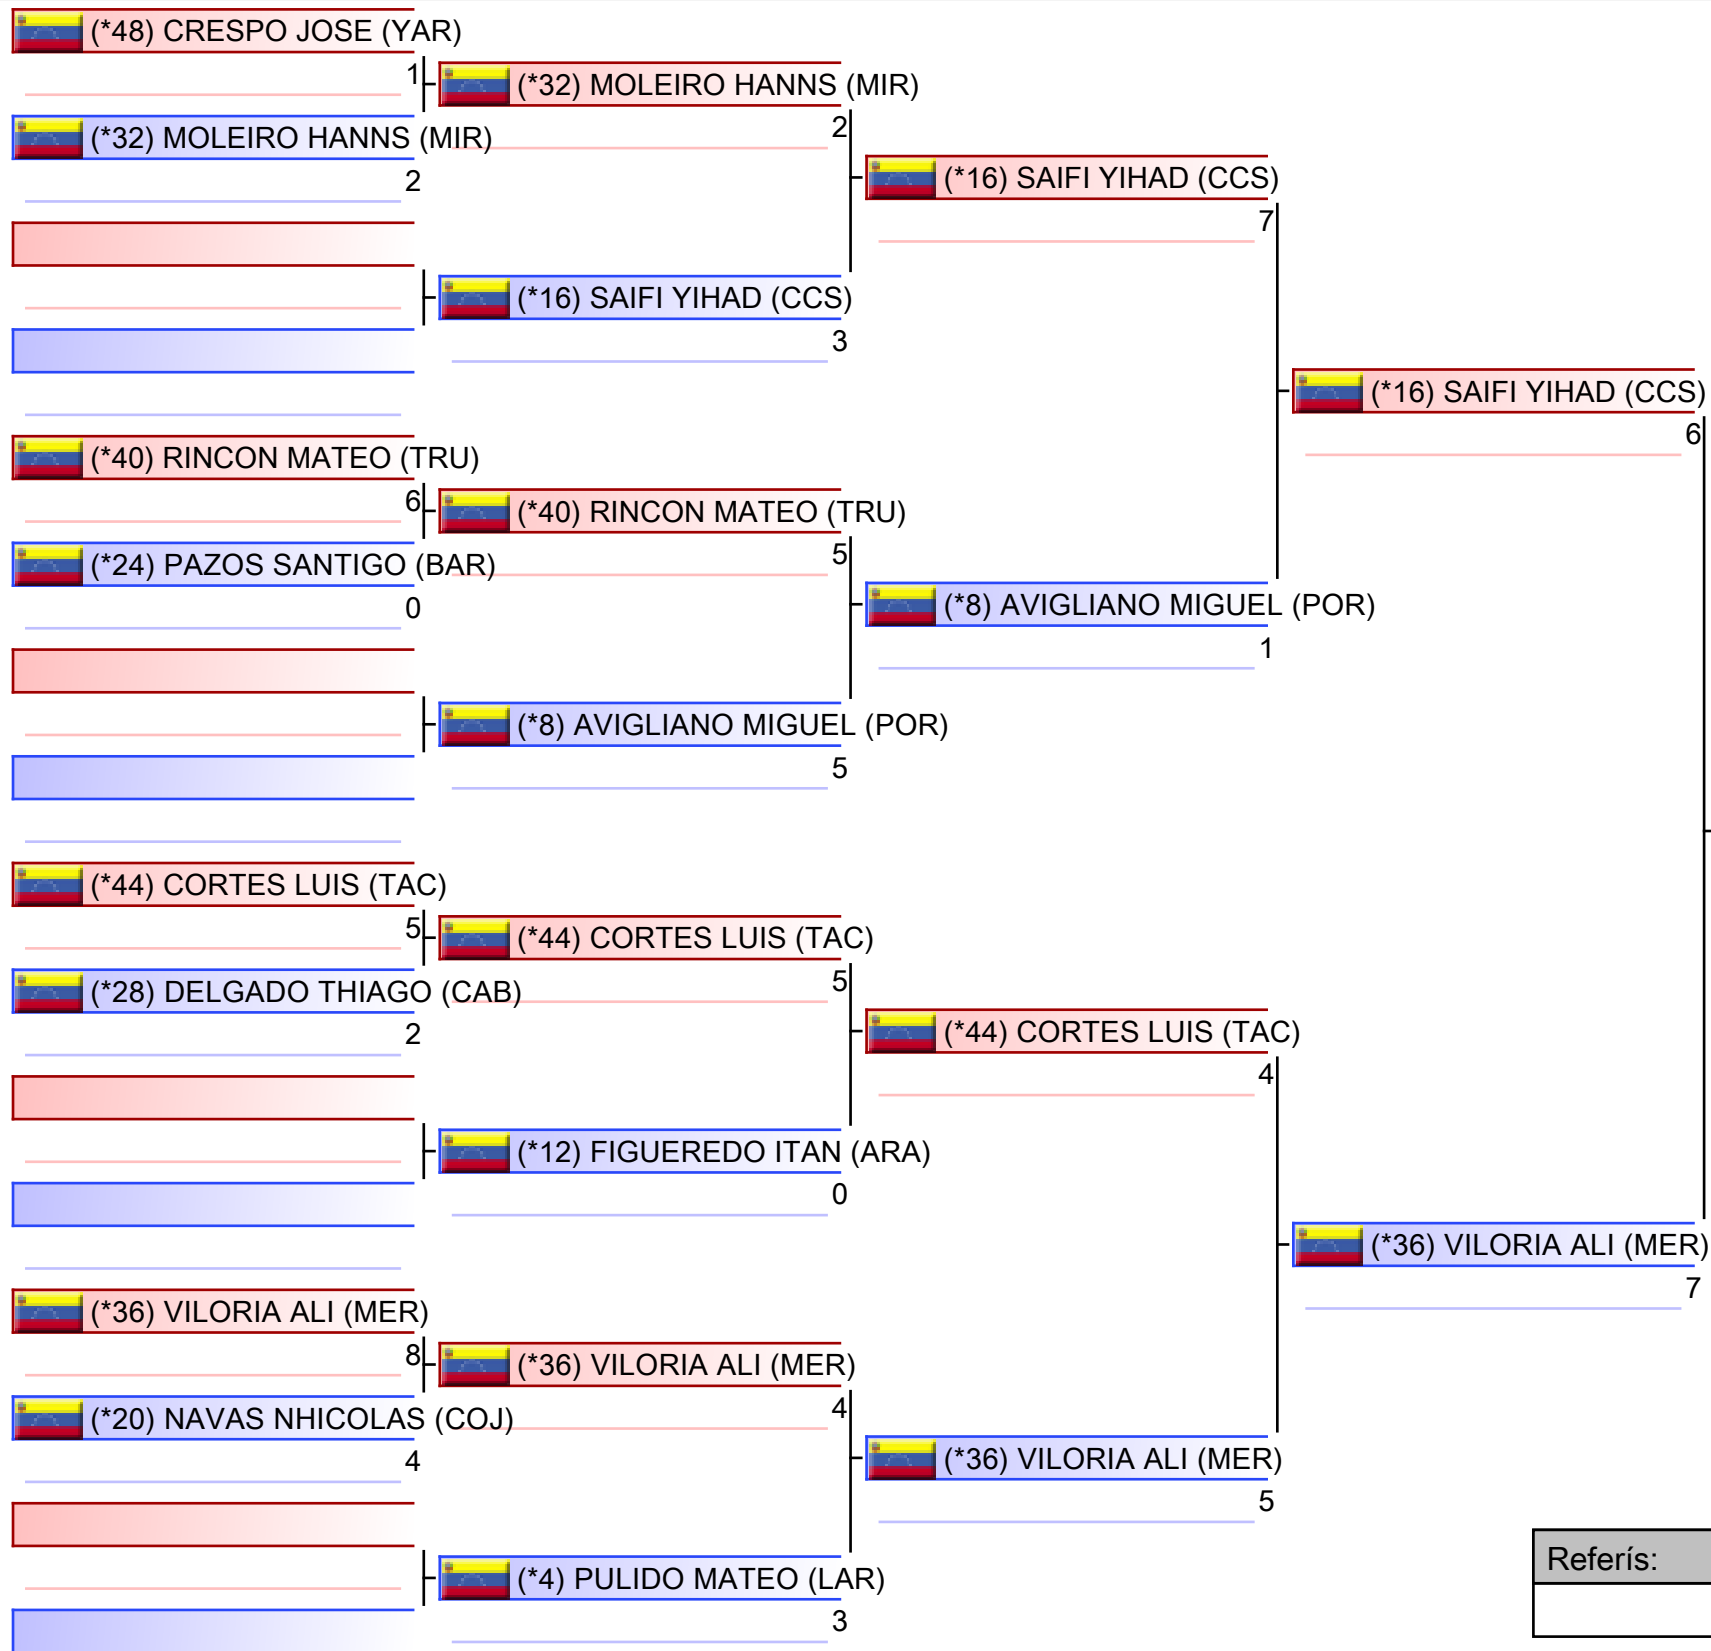 (*48) CRESPO JOSE (YAR)
1
(*32) MOLEIRO HANNS (MIR)
2
(*32) MOLEIRO HANNS (MIR)
2
(*16) SAIFI YIHAD (CCS)
3
(*16) SAIFI YIHAD (CCS)
7
(*16) SAIFI YIHAD (CCS)
6
(*40) RINCON MATEO (TRU)
6
(*24) PAZOS SANTIGO (BAR)
0
(*40) RINCON MATEO (TRU)
5
(*8) AVIGLIANO MIGUEL (POR)
5
(*8) AVIGLIANO MIGUEL (POR)
1
(*44) CORTES LUIS (TAC)
5
(*28) DELGADO THIAGO (CAB)
2
(*44) CORTES LUIS (TAC)
5
(*12) FIGUEREDO ITAN (ARA)
0
(*44) CORTES LUIS (TAC)
4
(*36) VILORIA ALI (MER)
7
(*36) VILORIA ALI (MER)
8
(*20) NAVAS NHICOLAS (COJ)
4
(*36) VILORIA ALI (MER)
4
(*4) PULIDO MATEO (LAR)
3
(*36) VILORIA ALI (MER)
5
Referís: